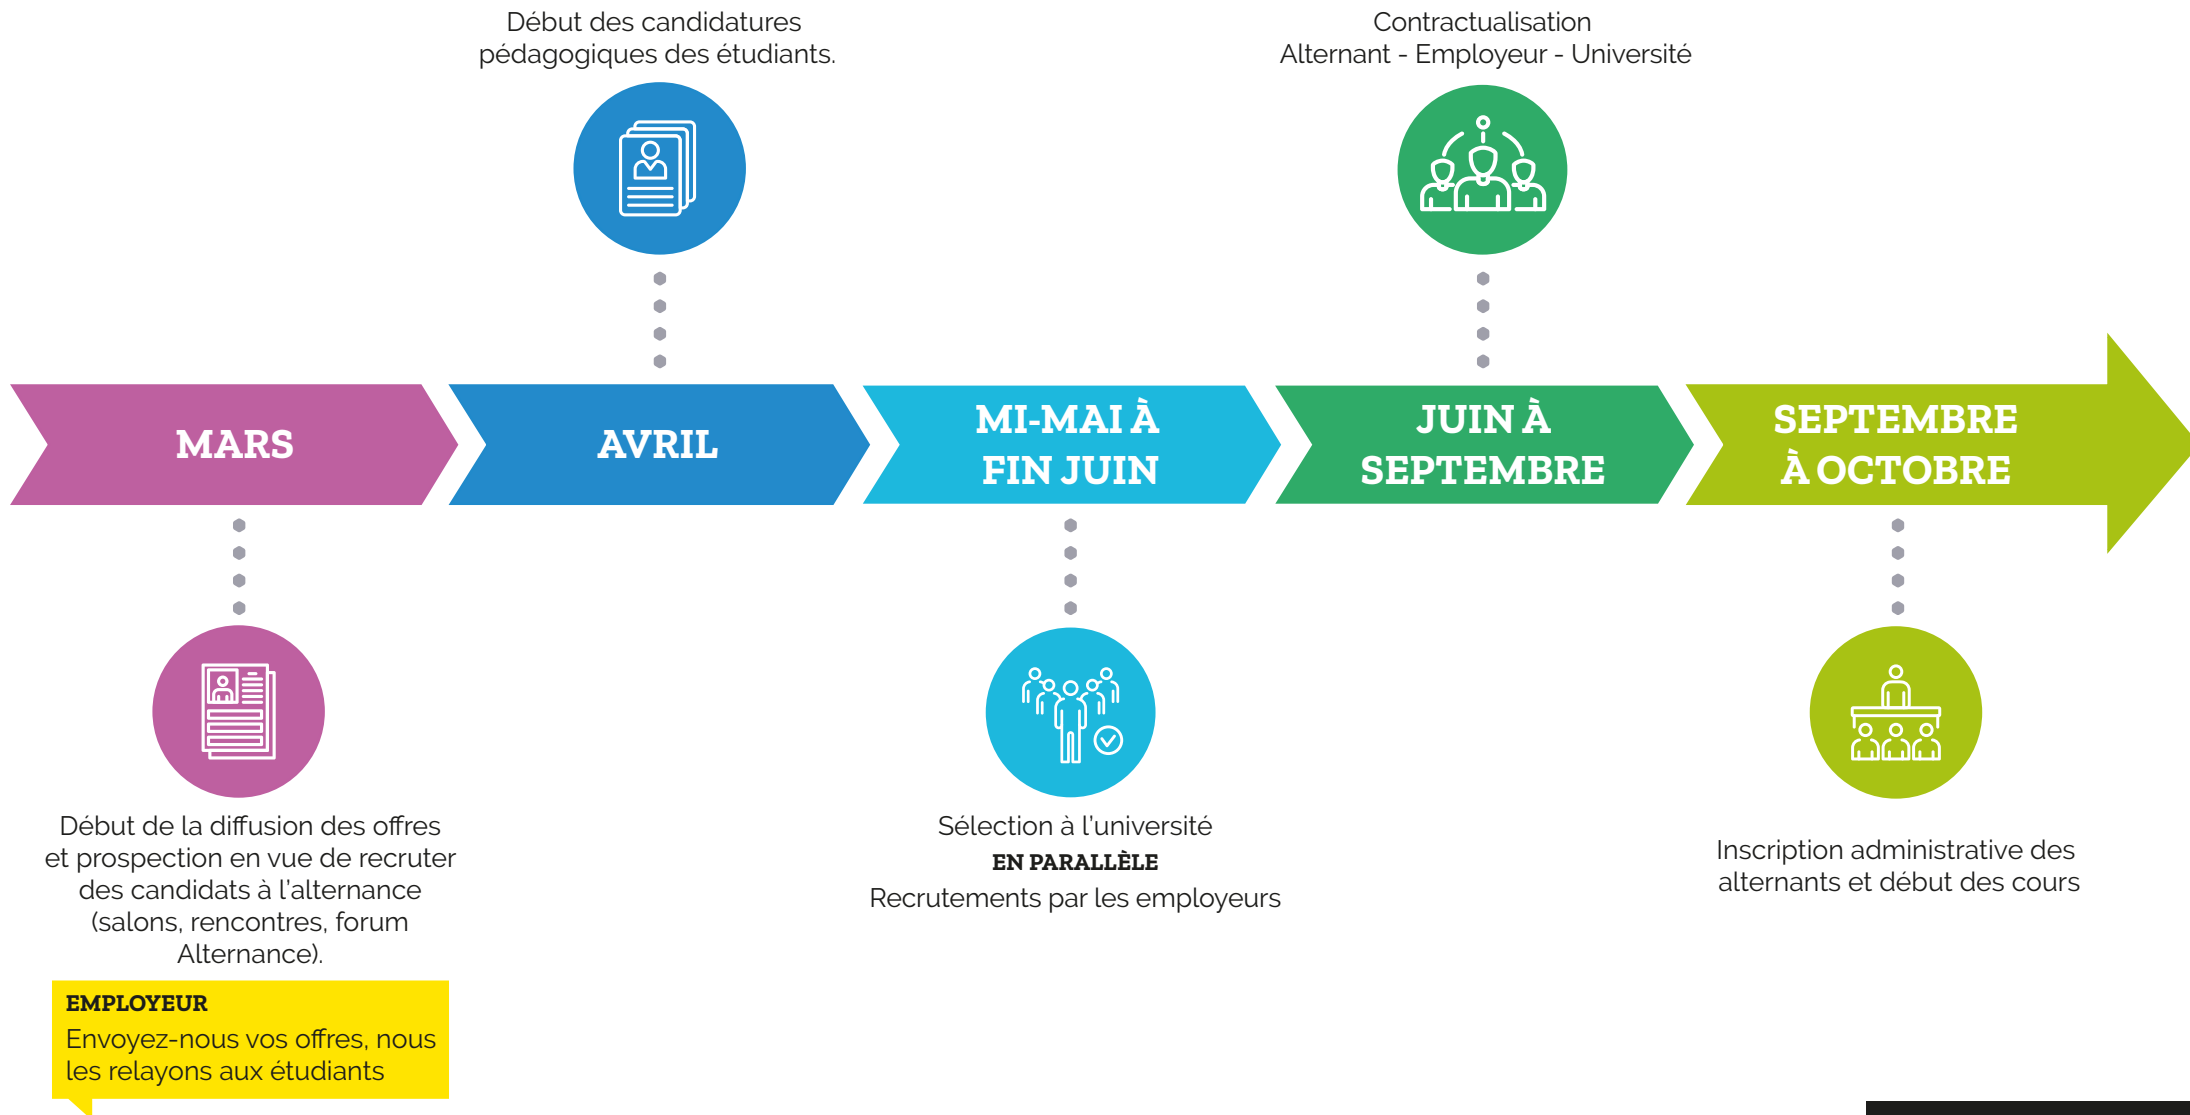 Début des candidatures
pédagogiques des étudiants.
Contractualisation
Alternant - Employeur - Université
MARS
AVRIL
MI-MAI À
FIN JUIN
JUIN À
SEPTEMBRE
SEPTEMBRE
À OCTOBRE
Début de la diffusion des offres
et prospection en vue de recruter
des candidats à l'alternance
(salons, rencontres, forum
Alternance).
EMPLOYEUR
Envoyez-nous vos offres, nous
les relayons aux étudiants
Sélection à l'université
EN PARALLÈLE
Recrutements par les employeurs
Inscription administrative des
alternants et début des cours